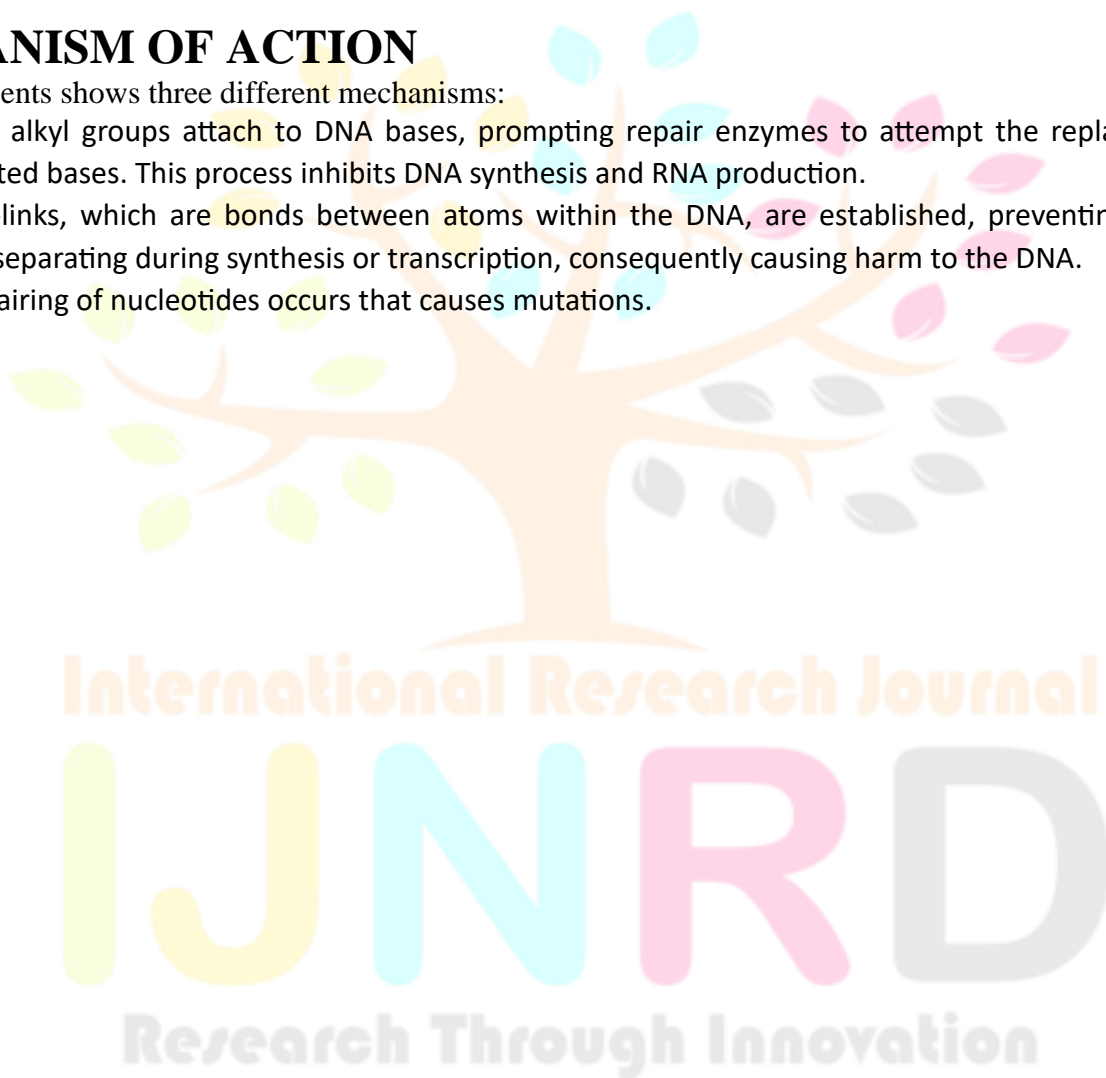 ANISM OF ACTION
ents shows three different mechanisms:
alkyl groups attach to DNA bases, prompting repair enzymes to attempt the repla
ted bases. This process inhibits DNA synthesis and RNA production.
links, which are bonds between atoms within the DNA, are established, preventin
separating during synthesis or transcription, consequently causing harm to the DNA.
airing of nucleotides occurs that causes mutations.
International Research Journal
IJNRD
Research Through Innovation